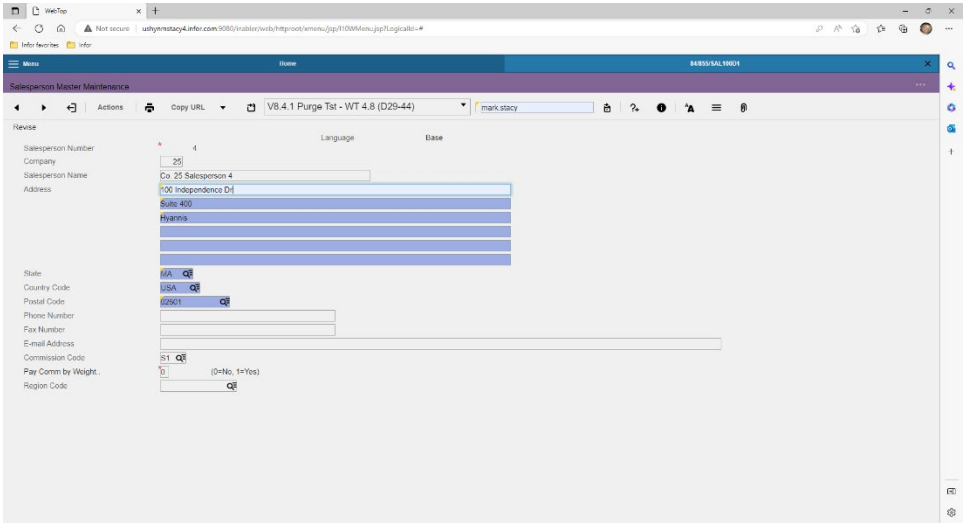 WebTop
Not secure | ushynmstacy4.infor.com:9080/inabler/web/httproot/xmenu/jsp/I10WMenu.jsp?LogicalId=#
Infor favorites Infor
Menu Home 84/855/SAL100D1
Salesperson Master Maintenance
Actions Copy URL V8.4.1 Purge Tst - WT 4.8 (D29-44) mark.stacy
Revise
Language Base
Salesperson Number * 4
Company 25
Salesperson Name Co. 25 Salesperson 4
Address 100 Independence Dr
Suite 400
Hyannis
State MA
Country Code USA
Postal Code 02601
Phone Number
Fax Number
E-mail Address
Commission Code S1
Pay Comm by Weight.. *0 (0=No, 1=Yes)
Region Code